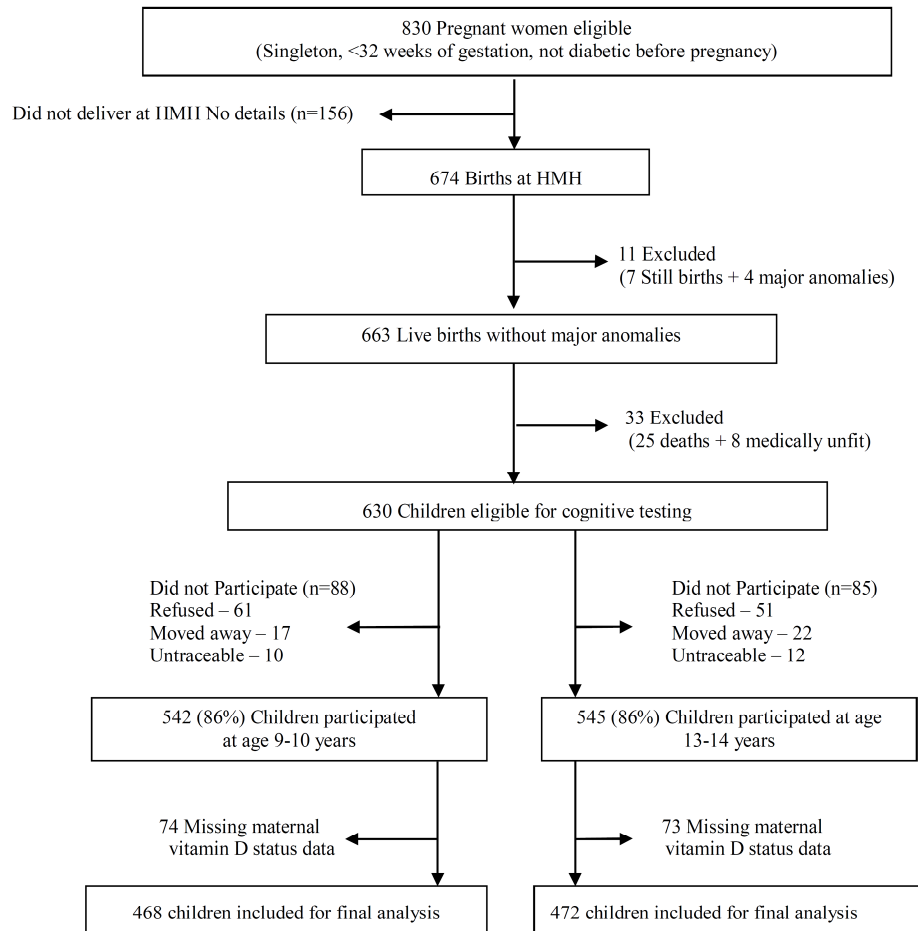 830 Pregnant women eligible
(Singleton, <32 weeks of gestation, not diabetic before pregnancy)
Did not deliver at HMH No details (n=156)
674 Births at HMH
11 Excluded
(7 Still births + 4 major anomalies)
663 Live births without major anomalies
33 Excluded
(25 deaths + 8 medically unfit)
630 Children eligible for cognitive testing
Did not Participate (n=88)
Refused – 61
Moved away – 17
Untraceable – 10
Did not Participate (n=85)
Refused – 51
Moved away – 22
Untraceable – 12
542 (86%) Children participated
at age 9-10 years
545 (86%) Children participated at age
13-14 years
74 Missing maternal
vitamin D status data
73 Missing maternal
vitamin D status data
468 children included for final analysis
472 children included for final analysis